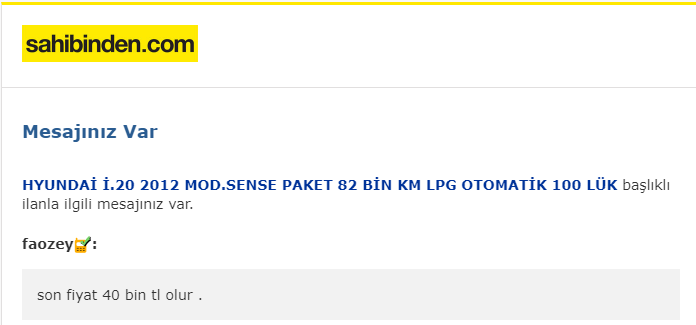 sahibinden.com
Mesajınız Var
HYUNDAİ İ.20 2012 MOD.SENSE PAKET 82 BİN KM LPG OTOMATİK 100 LÜK başlıklı
ilanla ilgili mesajınız var.
faozey:
son fiyat 40 bin tl olur .